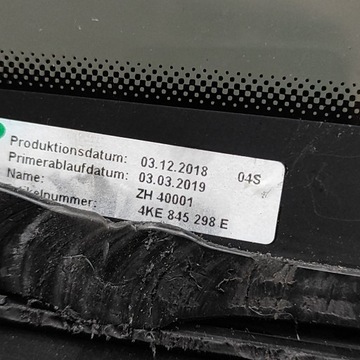 Produktionsdatum: 03.12.2018 04S
Primerablaufdatum: 03.03.2019
Name: ZH 40001
4KE 845 298 E